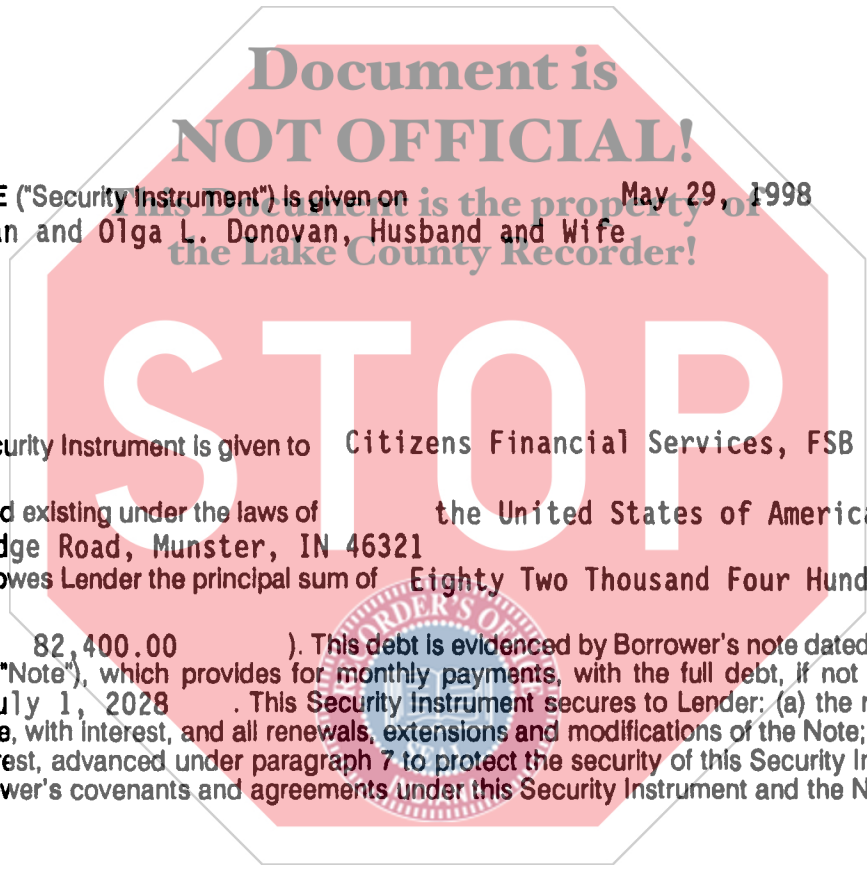 Document is
NOT OFFICIAL!
E ("Security Instrument") is given on May 29, 1998
This Document is the property of
n and Olga L. Donovan, Husband and Wife
the Lake County Recorder!
STOP
curity Instrument is given to Citizens Financial Services, FSB
d existing under the laws of the United States of America
dge Road, Munster, IN 46321
owes Lender the principal sum of Eighty Two Thousand Four Hund
RECORDER'S OFFICE
82,400.00 ). This debt is evidenced by Borrower's note dated
"Note"), which provides for monthly payments, with the full debt, if not
uly 1, 2028 . This Security Instrument secures to Lender: (a) the
e, with interest, and all renewals, extensions and modifications of the Note;
SEAL
rest, advanced under paragraph 7 to protect the security of this Security In
INDIANA
wer's covenants and agreements under this Security Instrument and the N